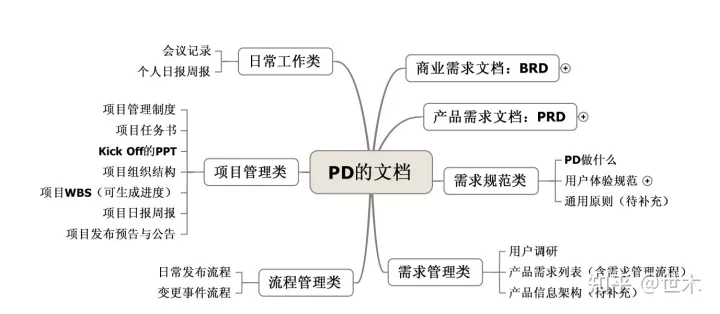 会议记录
个人日报周报
日常工作类
项目管理制度
项目任务书
Kick Off的PPT
项目组织结构
项目WBS（可生成进度）
项目日报周报
项目发布预告与公告
项目管理类
日常发布流程
变更事件流程
流程管理类
PD的文档
商业需求文档：BRD
产品需求文档：PRD
需求规范类
PD做什么
用户体验规范
通用原则（待补充）
需求管理类
用户调研
产品需求列表（含需求管理流程）
产品信息架构（待补充）
知乎 @世木